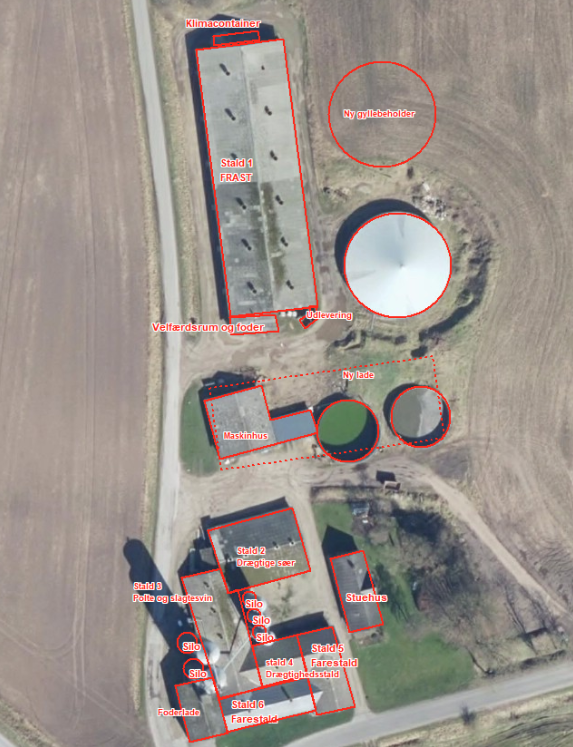 Klimacontainer
Ny gyllebeholder
Stald 1
FRAST
Udlevering
Velfærdsrum og foder
Ny lade
Maskinhus
Stald 2
Drægtige søer
Stald 3
Polte og slagtesvin
Silo
Silo
Silo
Stuehus
Silo
Stald 5
Farestald
stald 4
Drægtighedsstald
Silo
Stald 6
Farestald
Foderlade